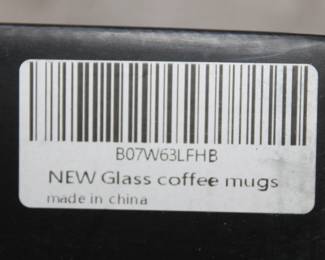 B07W63LFHB
NEW Glass coffee mugs
made in china